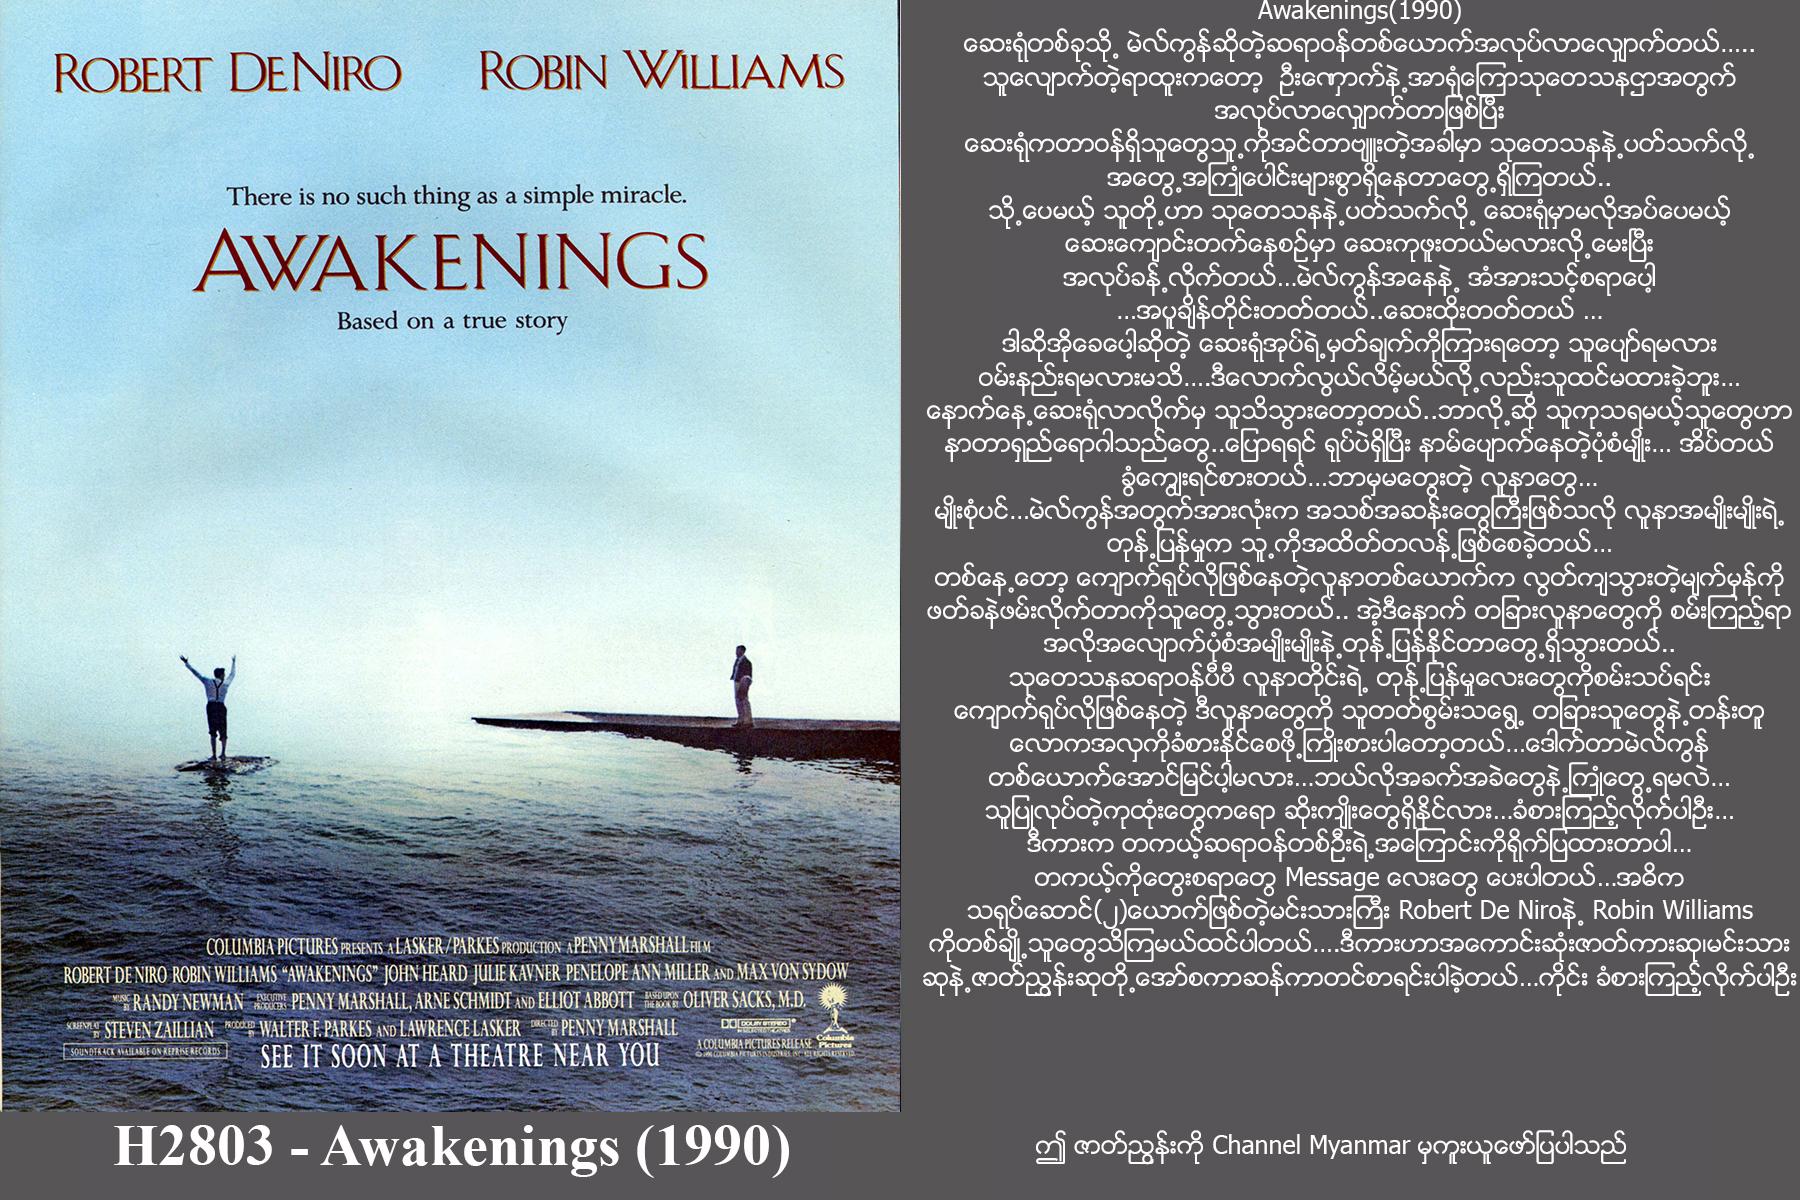 ROBERT DE NIRO ROBIN WILLIAMS
There is no such thing as a simple miracle.
AWAKENINGS
Based on a true story
COLUMBIA PICTURES PRESENTS A LASKER/PARKES PRODUCTION A PENNY MARSHALL FILM
ROBERT DE NIRO ROBIN WILLIAMS “AWAKENINGS” JOHN HEARD JULIE KAVNER PENELOPE ANN MILLER AND MAX VON SYDOW
MUSIC BY RANDY NEWMAN EXECUTIVE PRODUCERS PENNY MARSHALL, ARNE SCHMIDT AND ELLIOT ABBOTT BASED UPON THE BOOK BY OLIVER SACKS, M.D.
SCREENPLAY BY STEVEN ZAILLIAN PRODUCED BY WALTER F. PARKES AND LAWRENCE LASKER DIRECTED BY PENNY MARSHALL
DOLBY STEREO
IN SELECTED THEATRES
Columbia Pictures
SOUNDTRACK AVAILABLE ON REPRISE RECORDS
SEE IT SOON AT A THEATRE NEAR YOU
A COLUMBIA PICTURES RELEASE
© 1990 COLUMBIA PICTURES INDUSTRIES, INC. ALL RIGHTS RESERVED.
H2803 - Awakenings (1990)
Awakenings(1990)
ဆေးရုံတစ်ခုသို့ မဲလ်ကွန်ဆိုတဲ့ဆရာဝန်တစ်ယောက်အလုပ်လာလျှောက်တယ်.....
သူလျောက်တဲ့ရာထူးကတော့ ဦးဏှောက်နဲ့အာရုံကြောသုတေသနဌာအတွက်
အလုပ်လာလျှောက်တာဖြစ်ပြီး
ဆေးရုံကတာဝန်ရှိသူတွေသူ့ကိုအင်တာဗျူးတဲ့အခါမှာ သုတေသနနဲ့ပတ်သက်လို့
အတွေ့အကြုံပေါင်းများစွာရှိနေတာတွေ့ရှိကြတယ်..
သို့ပေမယ့် သူတို့ဟာ သုတေသနနဲ့ပတ်သက်လို့ ဆေးရုံမှာမလိုအပ်ပေမယ့်
ဆေးကျောင်းတက်နေစဉ်မှာ ဆေးကုဖူးတယ်မလားလို့မေးပြီး
အလုပ်ခန့်လိုက်တယ်...မဲလ်ကွန်အနေနဲ့ အံအားသင့်စရာပေါ့
...အပူချိန်တိုင်းတတ်တယ်..ဆေးထိုးတတ်တယ် ...
ဒါဆိုအိုခေပေါ့ဆိုတဲ့ ဆေးရုံအုပ်ရဲ့မှတ်ချက်ကိုကြားရတော့ သူပျော်ရမလား
ဝမ်းနည်းရမလားမသိ....ဒီလောက်လွယ်လိမ့်မယ်လို့လည်းသူထင်မထားခဲ့ဘူး...
နောက်နေ့ဆေးရုံလာလိုက်မှ သူသိသွားတော့တယ်..ဘာလို့ဆို သူကုသရမယ့်သူတွေဟာ
နာတာရှည်ရောဂါသည်တွေ..ပြောရရင် ရုပ်ပဲရှိပြီး နာမ်ပျောက်နေတဲ့ပုံစံမျိုး... အိပ်တယ်
ခွံကျွေးရင်စားတယ်...ဘာမှမတွေးတဲ့ လူနာတွေ...
မျိုးစုံပင်...မဲလ်ကွန်အတွက်အားလုံးက အသစ်အဆန်းတွေကြီးဖြစ်သလို လူနာအမျိုးမျိုးရဲ့
တုန့်ပြန်မှုက သူ့ကိုအထိတ်တလန့်ဖြစ်စေခဲ့တယ်...
တစ်နေ့တော့ ကျောက်ရုပ်လိုဖြစ်နေတဲ့လူနာတစ်ယောက်က လွတ်ကျသွားတဲ့မျက်မှန်ကို
ဖတ်ခနဲဖမ်းလိုက်တာကိုသူတွေ့သွားတယ်.. အဲ့ဒီနောက် တခြားလူနာတွေကို စမ်းကြည့်ရာ
အလိုအလျောက်ပုံစံအမျိုးမျိုးနဲ့တုန့်ပြန်နိုင်တာတွေ့ရှိသွားတယ်..
သုတေသနဆရာဝန်ပီပီ လူနာတိုင်းရဲ့ တုန့်ပြန်မှုလေးတွေကိုစမ်းသပ်ရင်း
ကျောက်ရုပ်လိုဖြစ်နေတဲ့ ဒီလူနာတွေကို သူတတ်စွမ်းသရွေ့ တခြားသူတွေနဲ့တန်းတူ
လောကအလှကိုခံစားနိုင်စေဖို့ကြိုးစားပါတော့တယ်...ဒေါက်တာမဲလ်ကွန်
တစ်ယောက်အောင်မြင်ပါ့မလား...ဘယ်လိုအခက်အခဲတွေနဲ့ကြုံတွေ့ရမလဲ...
သူပြုလုပ်တဲ့ကုထုံးတွေကရော ဆိုးကျိုးတွေရှိနိုင်လား...ခံစားကြည့်လိုက်ပါဦး...
ဒီကားက တကယ့်ဆရာဝန်တစ်ဦးရဲ့အကြောင်းကိုရိုက်ပြထားတာပါ...
တကယ့်ကိုတွေးစရာတွေ Message လေးတွေ ပေးပါတယ်...အဓိက
သရုပ်ဆောင်(၂)ယောက်ဖြစ်တဲ့မင်းသားကြီး Robert De Niroနဲ့ Robin Williams
ကိုတစ်ချို့သူတွေသိကြမယ်ထင်ပါတယ်....ဒီကားဟာအကောင်းဆုံးဇာတ်ကားဆု၊မင်းသား
ဆုနဲ့ဇာတ်ညွှန်းဆုတို့အော်စကာဆန်ကာတင်စာရင်းပါခဲ့တယ်...ကိုင်း ခံစားကြည့်လိုက်ပါဦး
ဤ ဇာတ်ညွှန်းကို Channel Myanmar မှကူးယူဖော်ပြပါသည်